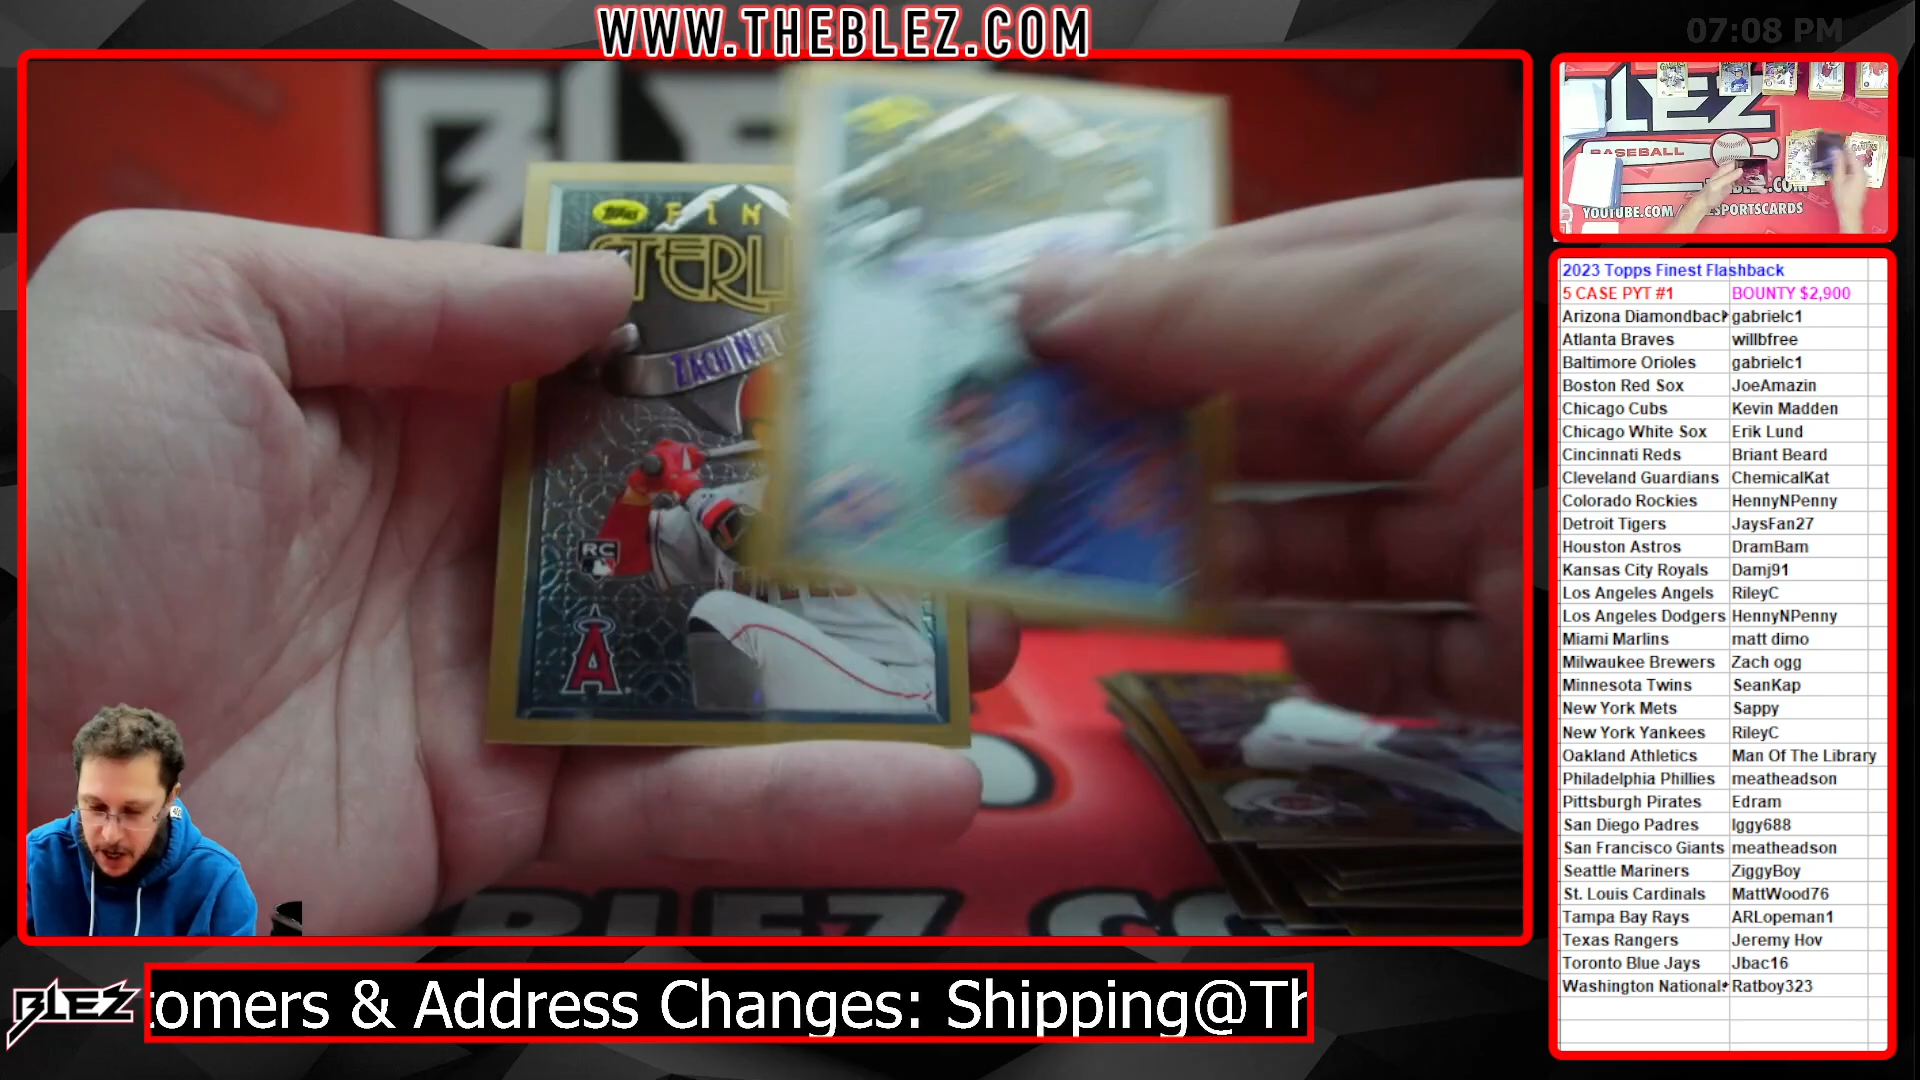 WWW.THEBLEZ.COM
07:08 PM
TOPPS FIN
STERL
ZACH NET
RC
A
BLEZ
BASEBALL
YOUTUBE.COM/
SPORTSCARDS
2023 Topps Finest Flashback
5 CASE PYT #1 BOUNTY $2,900
Arizona Diamondback gabrielc1
Atlanta Braves willbfree
Baltimore Orioles gabrielc1
Boston Red Sox JoeAmazin
Chicago Cubs Kevin Madden
Chicago White Sox Erik Lund
Cincinnati Reds Briant Beard
Cleveland Guardians ChemicalKat
Colorado Rockies HennyNPenny
Detroit Tigers JaysFan27
Houston Astros DramBam
Kansas City Royals Damj91
Los Angeles Angels RileyC
Los Angeles Dodgers HennyNPenny
Miami Marlins matt dimo
Milwaukee Brewers Zach ogg
Minnesota Twins SeanKap
New York Mets Sappy
New York Yankees RileyC
Oakland Athletics Man Of The Library
Philadelphia Phillies meatheadson
Pittsburgh Pirates Edram
San Diego Padres Iggy688
San Francisco Giants meatheadson
Seattle Mariners ZiggyBoy
St. Louis Cardinals MattWood76
Tampa Bay Rays ARLopeman1
Texas Rangers Jeremy Hov
Toronto Blue Jays Jbac16
Washington Nationals Ratboy323
BLEZ
tomers & Address Changes: Shipping@Th